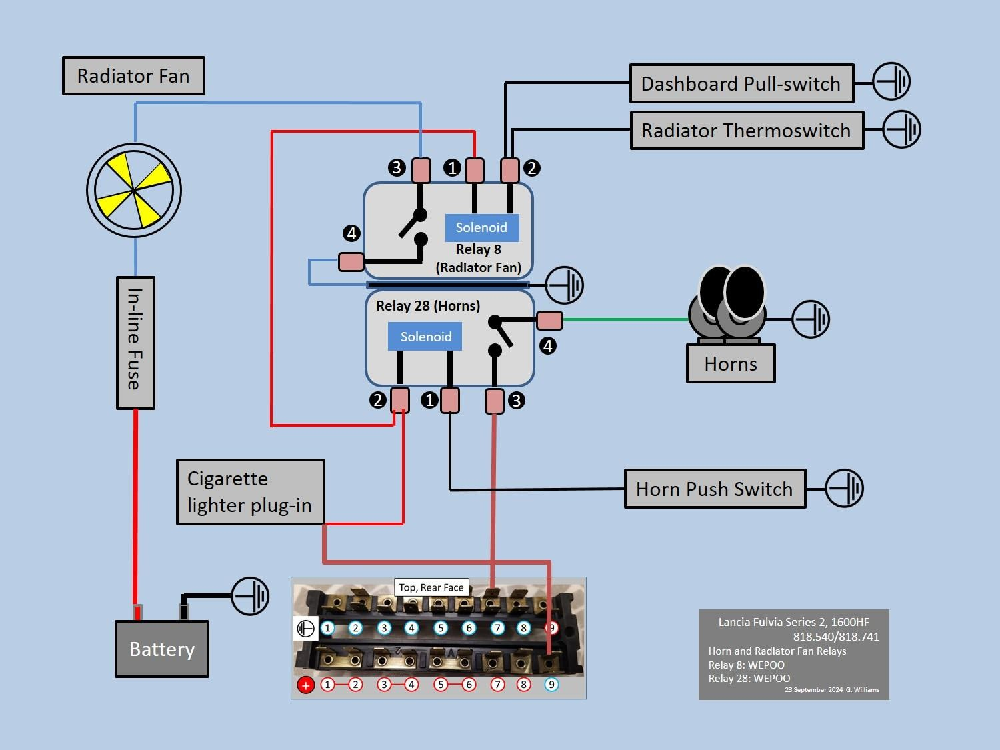 Radiator Fan
Dashboard Pull-switch
Radiator Thermoswitch
3
1
2
4
Solenoid
Relay 8
(Radiator Fan)
Relay 28 (Horns)
Solenoid
4
2
1
3
In-line Fuse
Horns
Cigarette
lighter plug-in
Horn Push Switch
Battery
Top, Rear Face
1 2 3 4 5 6 7 8 9
+ 1 2 3 4 5 6 7 8 9
Lancia Fulvia Series 2, 1600HF
818.540/818.741
Horn and Radiator Fan Relays
Relay 8: WEPOO
Relay 28: WEPOO
23 September 2024 G. Williams